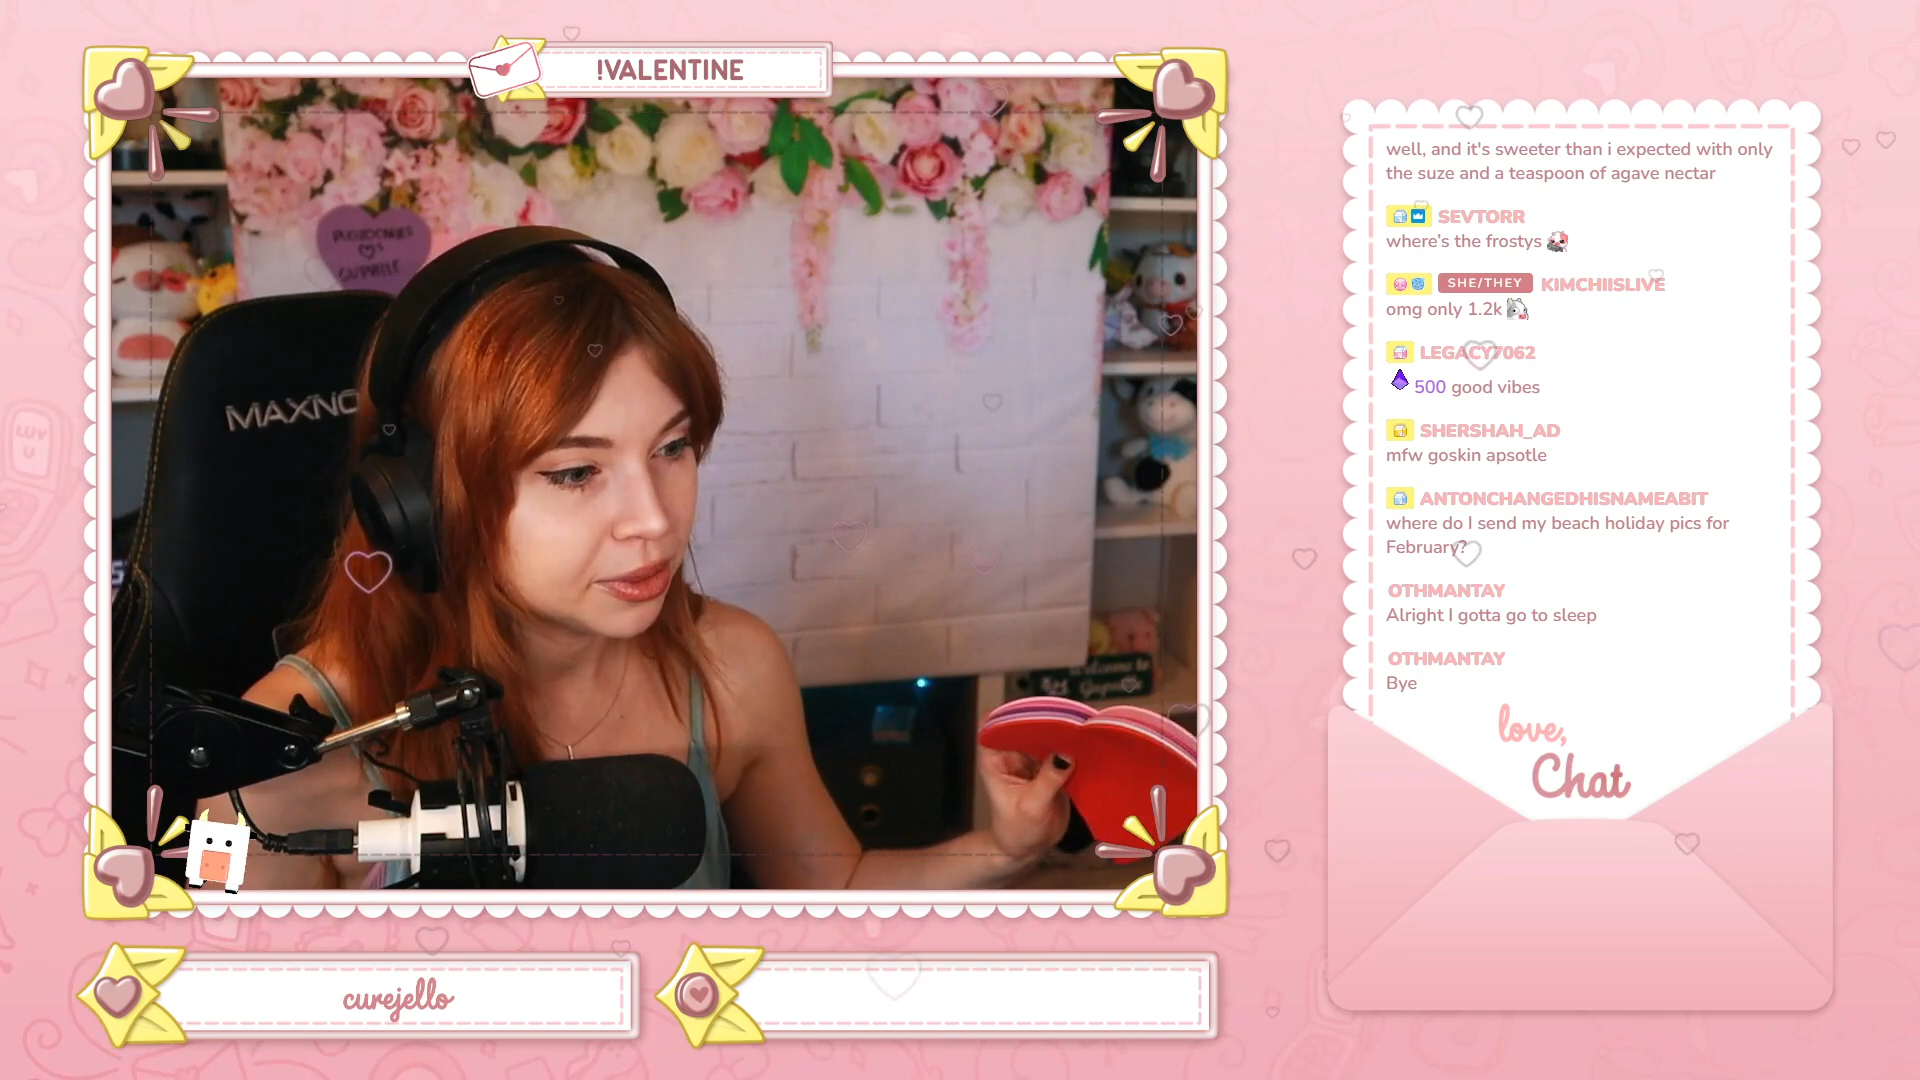 !VALENTINE
MAXNO
Welcome to
well, and it's sweeter than i expected with only
the suze and a teaspoon of agave nectar
SEVTORR
where's the frostys
SHE/THEY KIMCHIISLIVE
omg only 1.2k
LEGACY7062
500 good vibes
SHERSHAH_AD
mfw goskin apsotle
ANTONCHANGEDHISNAMEABIT
where do I send my beach holiday pics for
February?
OTHMANTAY
Alright I gotta go to sleep
OTHMANTAY
Bye
love,
Chat
curejello